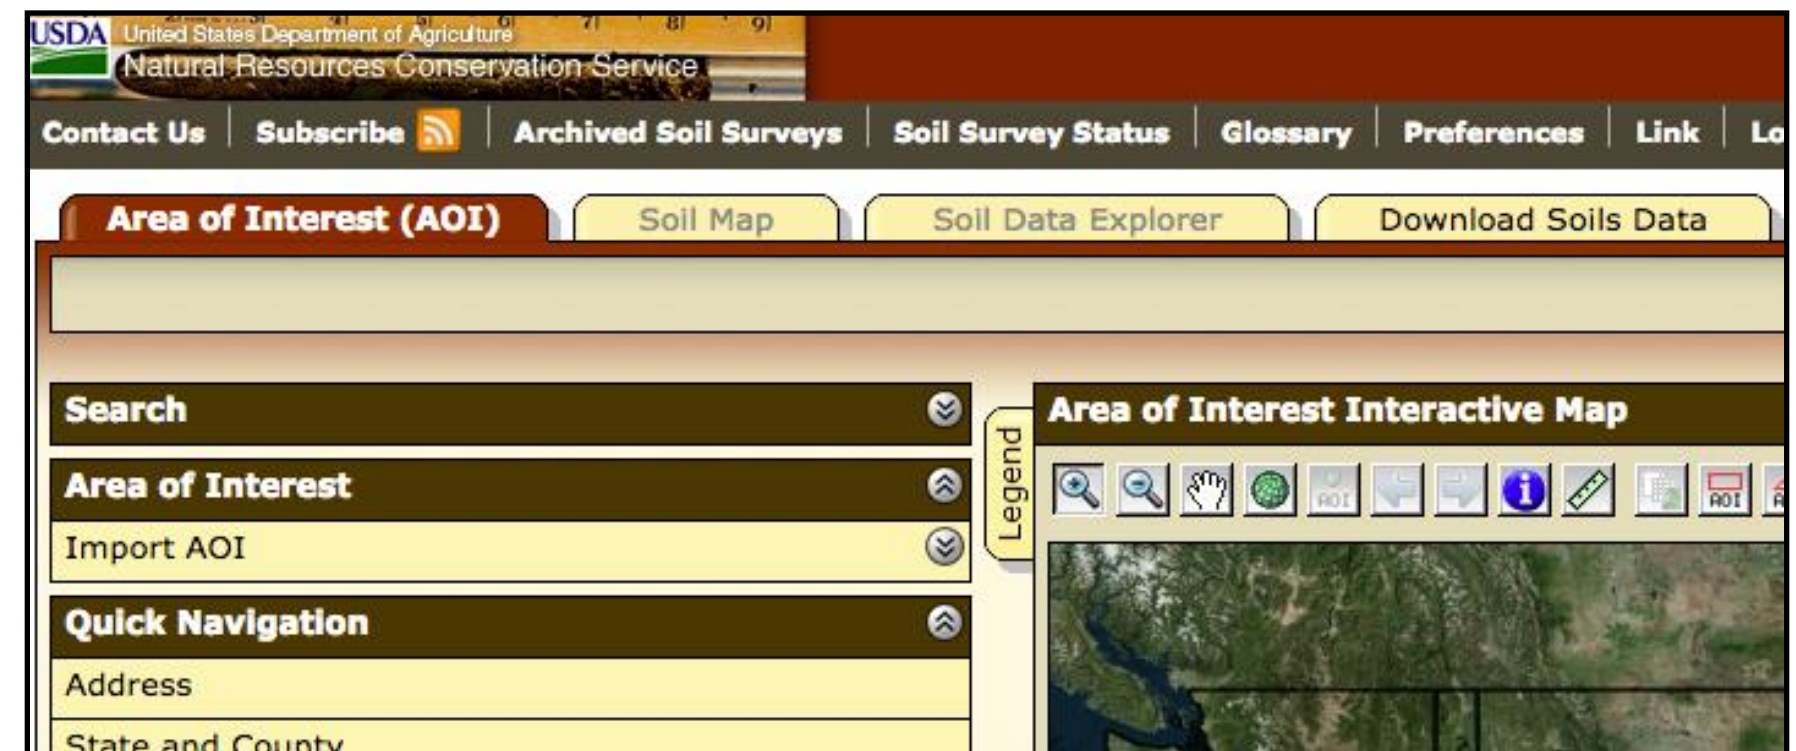 USDA United States Department of Agriculture
Natural Resources Conservation Service
Contact Us Subscribe Archived Soil Surveys Soil Survey Status Glossary Preferences Link Lo
Area of Interest (AOI) Soil Map Soil Data Explorer Download Soils Data
Search
Area of Interest
Import AOI
Quick Navigation
Address
State and County
Legend
Area of Interest Interactive Map
AOI
AOI